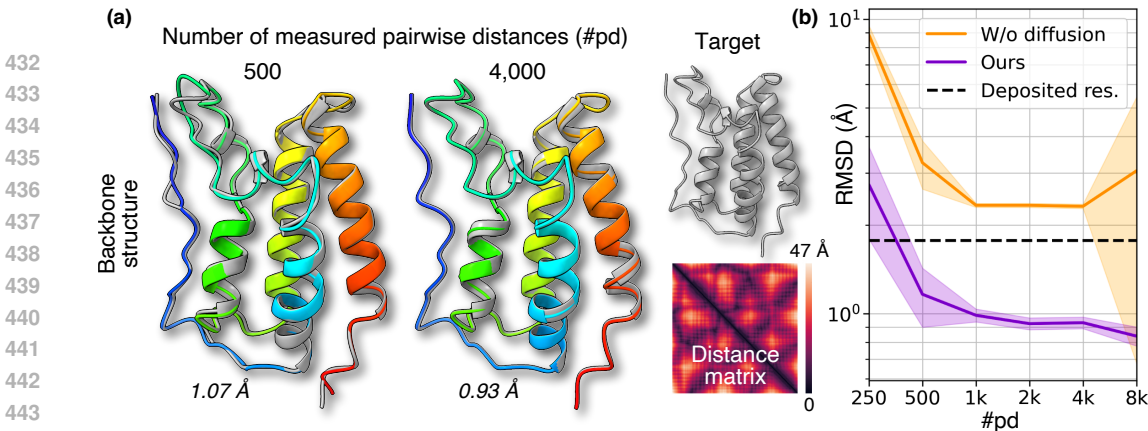 432
433
434
435
436
437
438
439
440
441
442
443
(a)
Number of measured pairwise distances (#pd)
500
4,000
Backbone
structure
1.07 Å
0.93 Å
Target
47 Å
Distance
matrix
0
(b)
W/o diffusion
Ours
Deposited res.
RMSD (Å)
10¹
10⁰
250
500
1k
2k
4k
8k
#pd